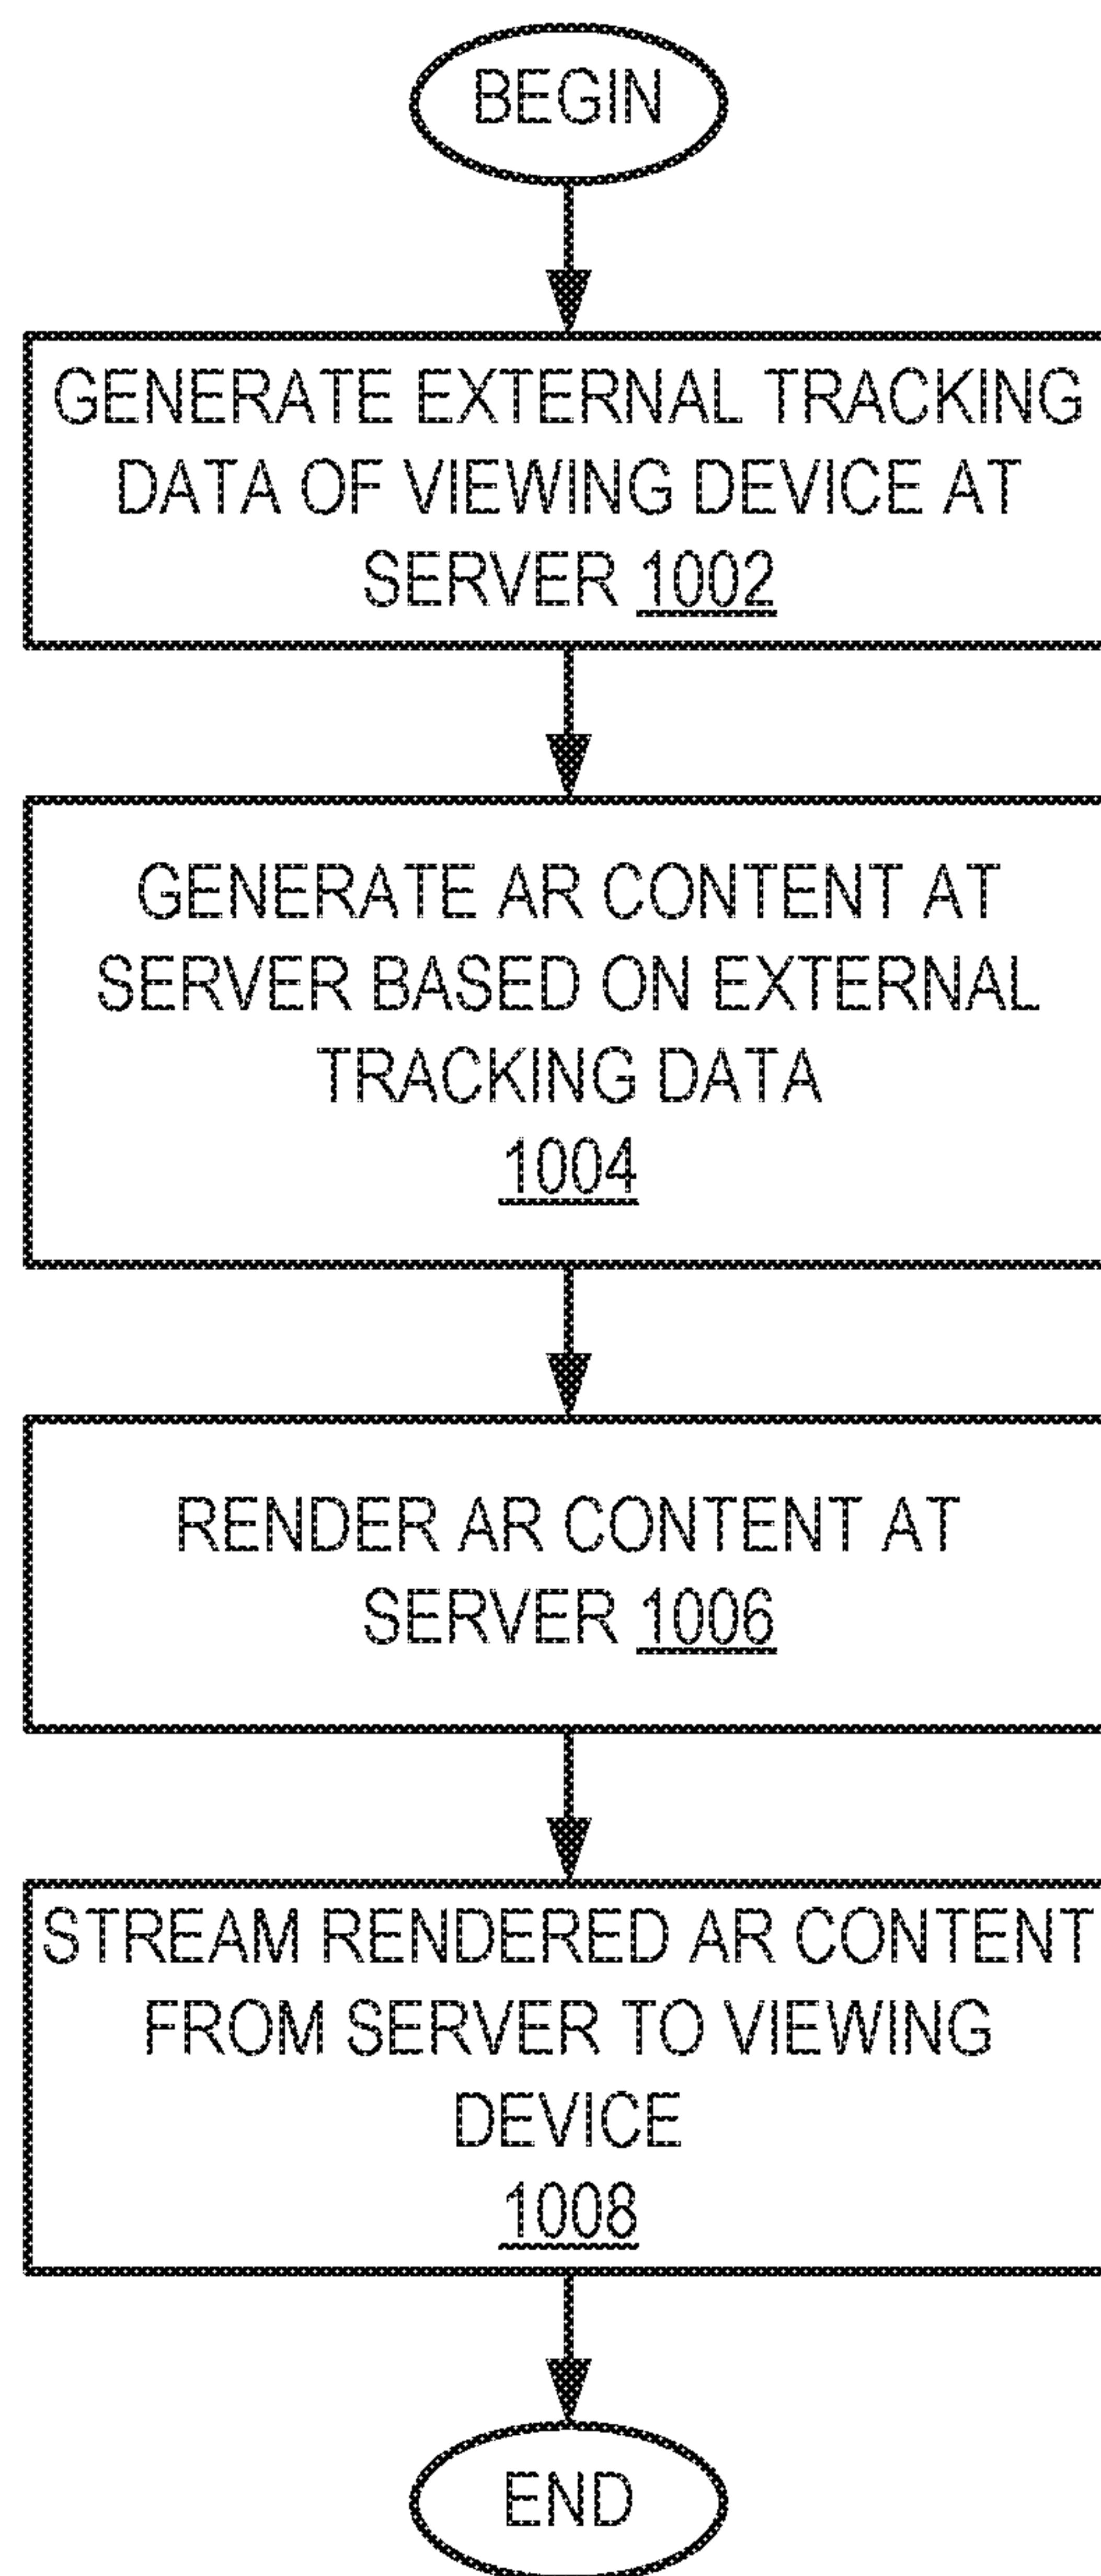 BEGIN
GENERATE EXTERNAL TRACKING
DATA OF VIEWING DEVICE AT
SERVER 1002
GENERATE AR CONTENT AT
SERVER BASED ON EXTERNAL
TRACKING DATA
1004
RENDER AR CONTENT AT
SERVER 1006
STREAM RENDERED AR CONTENT
FROM SERVER TO VIEWING
DEVICE
1008
END